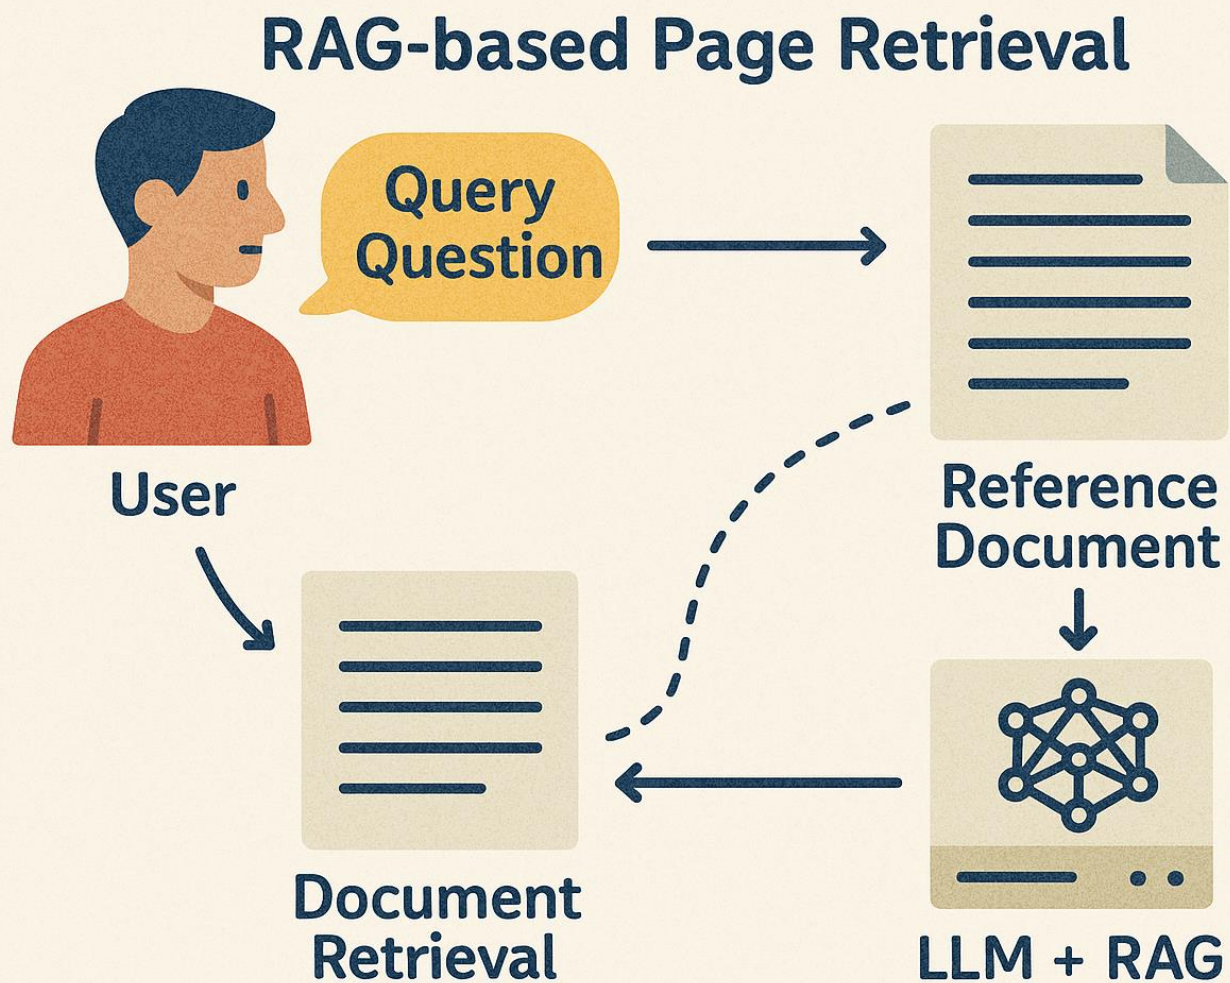 RAG-based Page Retrieval
Query
Question
User
Reference
Document
Document
Retrieval
LLM + RAG